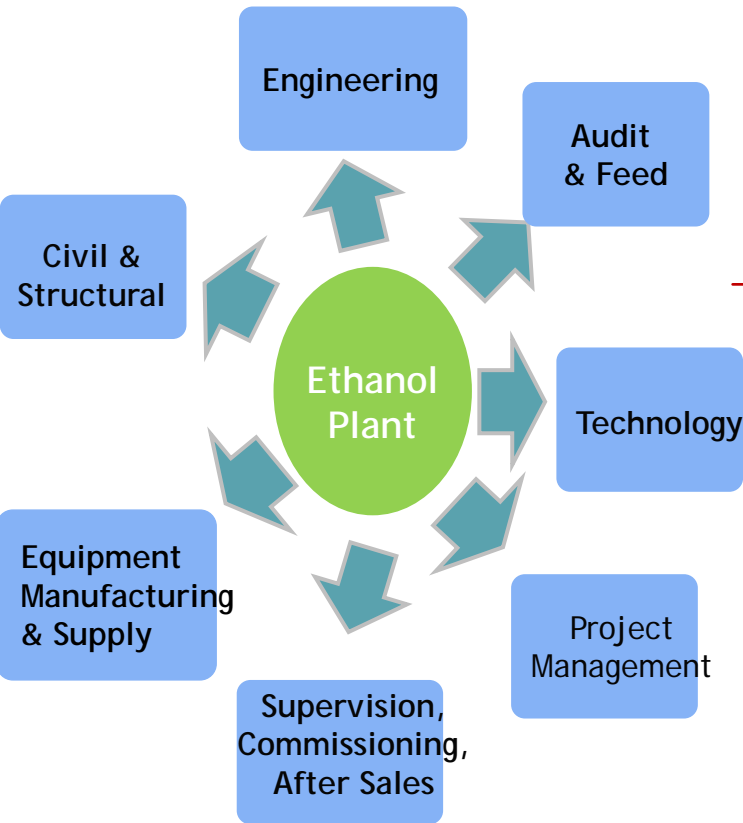 Engineering
Audit
& Feed
Civil &
Structural
Ethanol
Plant
Technology
Equipment
Manufacturing
& Supply
Project
Management
Supervision,
Commissioning,
After Sales